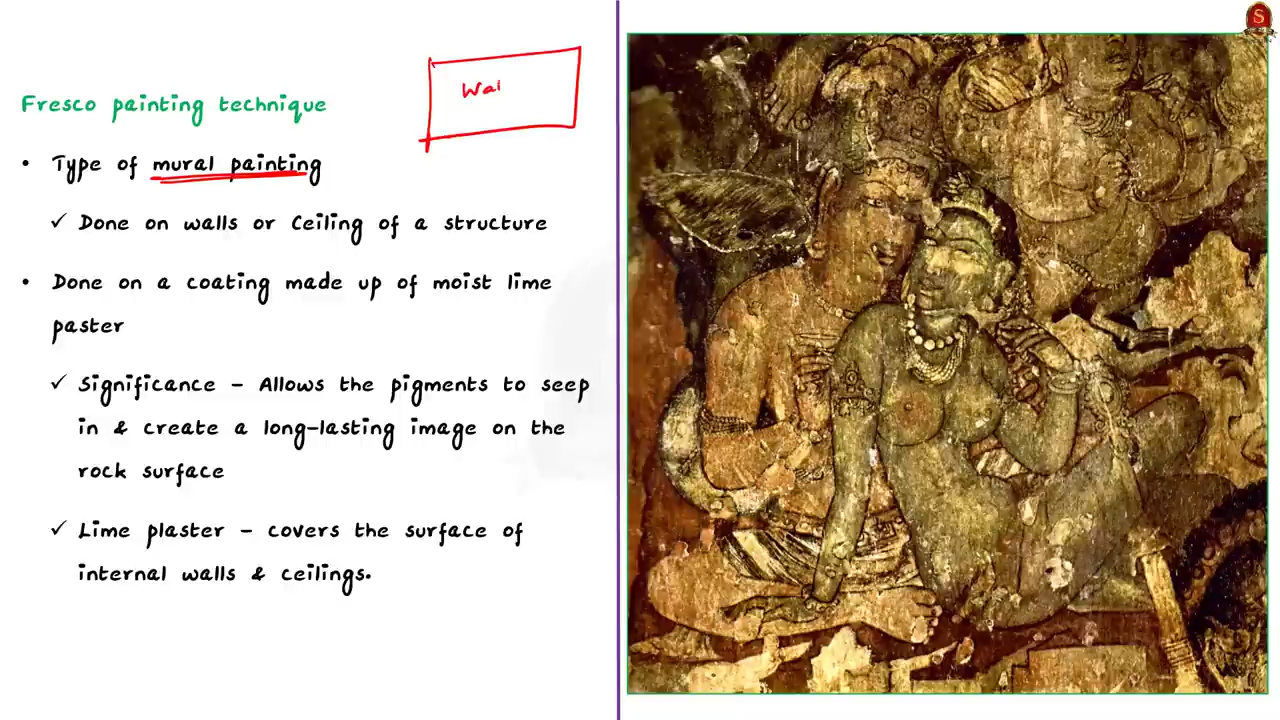 Wal
Fresco painting technique
• Type of mural painting
✓ Done on walls or Ceiling of a structure
• Done on a coating made up of moist lime
paster
✓ Significance – Allows the pigments to seep
in & create a long-lasting image on the
rock surface
✓ Lime plaster – covers the surface of
internal walls & ceilings.
S